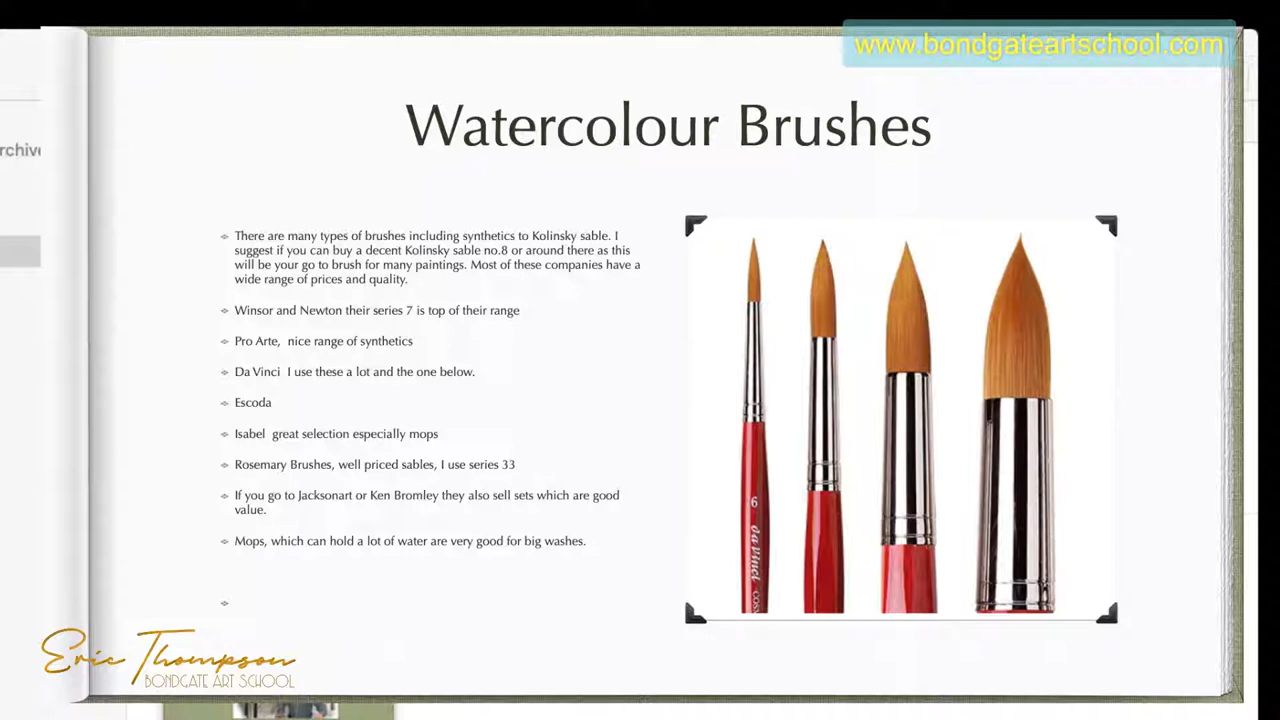 www.bondgateartschool.com
rchive
Watercolour Brushes
There are many types of brushes including synthetics to Kolinsky sable. I
suggest if you can buy a decent Kolinsky sable no.8 or around there as this
will be your go to brush for many paintings. Most of these companies have a
wide range of prices and quality.
Winsor and Newton their series 7 is top of their range
Pro Arte, nice range of synthetics
Da Vinci I use these a lot and the one below.
Escoda
Isabel great selection especially mops
Rosemary Brushes, well priced sables, I use series 33
If you go to Jacksonart or Ken Bromley they also sell sets which are good
value.
Mops, which can hold a lot of water are very good for big washes.
6
da vinci
Eric Thompson
BONDGATE ART SCHOOL